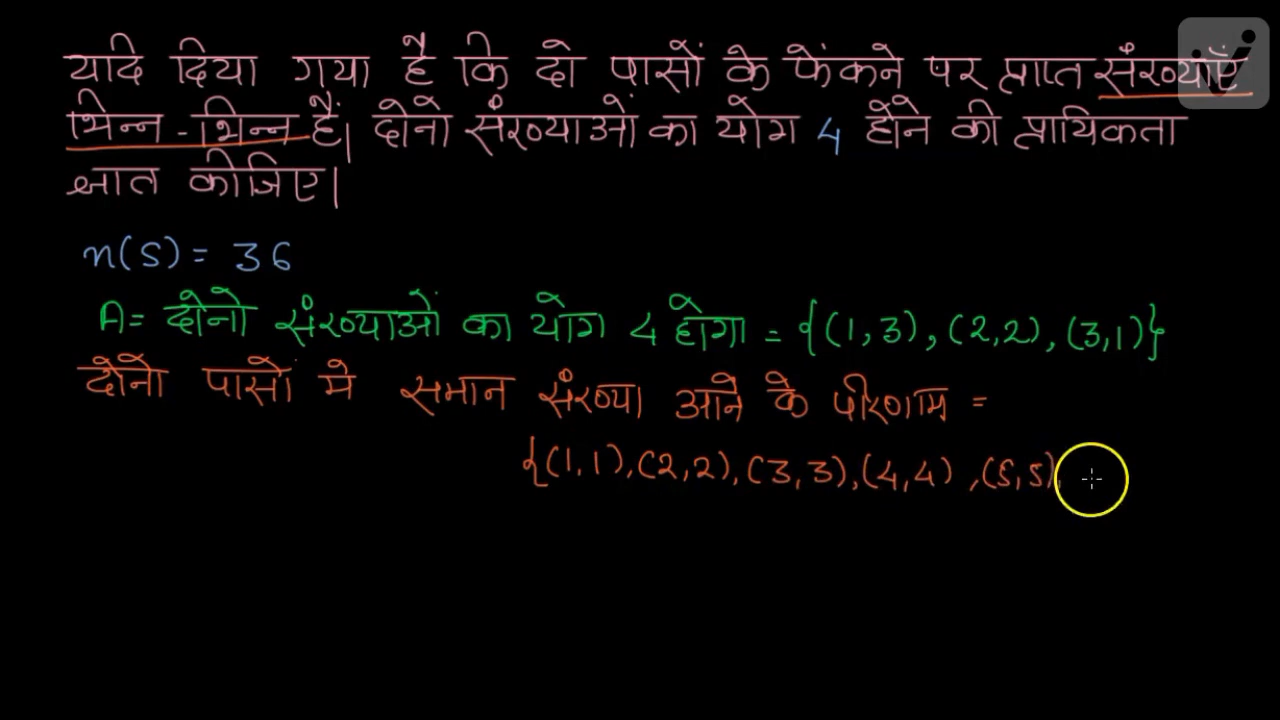 यदि दिया गया है कि दो पासों के फेंकने पर प्राप्त संख्याएँ
भिन्न-भिन्न हैं। दोनो संख्याओं का योग 4 होने की प्रायिकता
ज्ञात कीजिए।
n(S) = 36
A = दोनो संख्याओं का योग 4 होगा = {(1,3), (2,2), (3,1)}
दोनो पासों मे समान संख्या आने के परिणाम =
{(1,1), (2,2), (3,3), (4,4), (5,5),